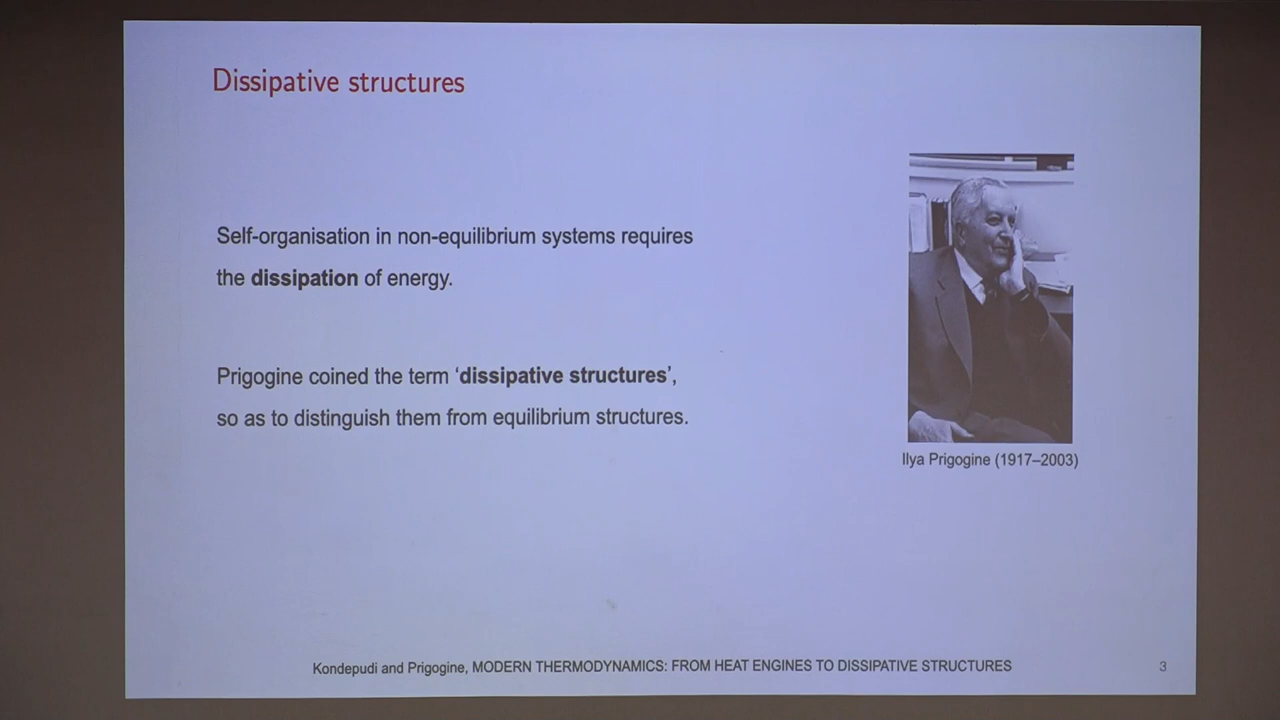 Dissipative structures
Self-organisation in non-equilibrium systems requires
the dissipation of energy.
Prigogine coined the term ‘dissipative structures’,
so as to distinguish them from equilibrium structures.
Ilya Prigogine (1917–2003)
Kondepudi and Prigogine, MODERN THERMODYNAMICS: FROM HEAT ENGINES TO DISSIPATIVE STRUCTURES
3